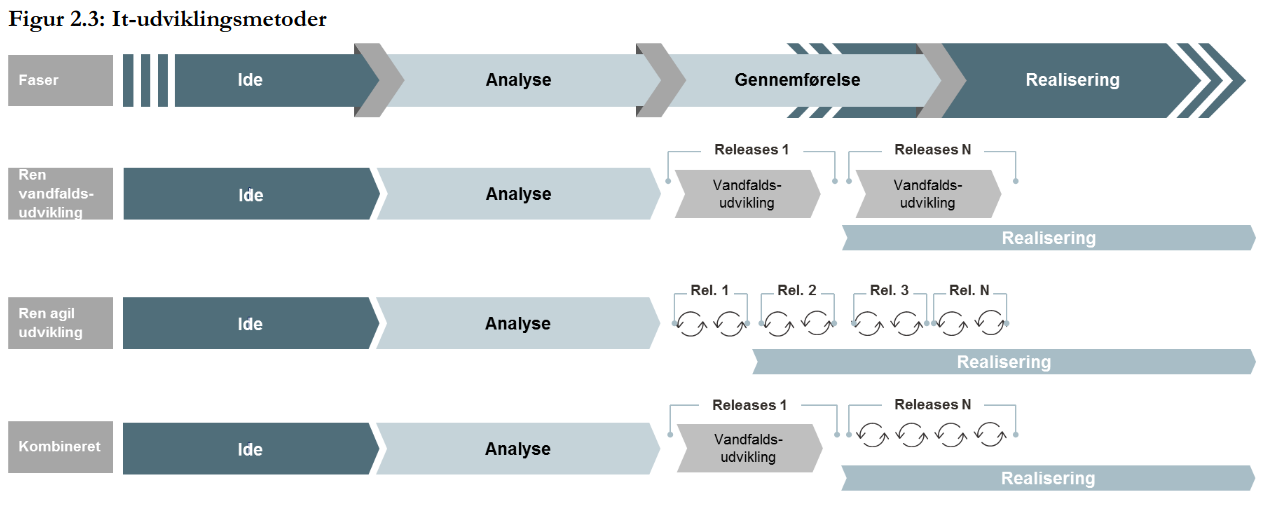 Figur 2.3: It-udviklingsmetoder
Faser
Ide
Analyse
Gennemførelse
Realisering
Ren
vandfalds-
udvikling
Ide
Analyse
Releases 1
Vandfalds-
udvikling
Releases N
Vandfalds-
udvikling
Realisering
Ren agil
udvikling
Ide
Analyse
Rel. 1
Rel. 2
Rel. 3
Rel. N
Realisering
Kombineret
Ide
Analyse
Releases 1
Vandfalds-
udvikling
Releases N
Realisering